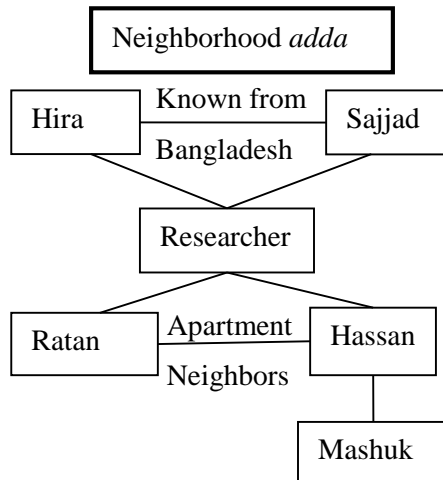 Neighborhood adda
Known from
Hira
Sajjad
Bangladesh
Researcher
Apartment
Ratan
Hassan
Neighbors
Mashuk